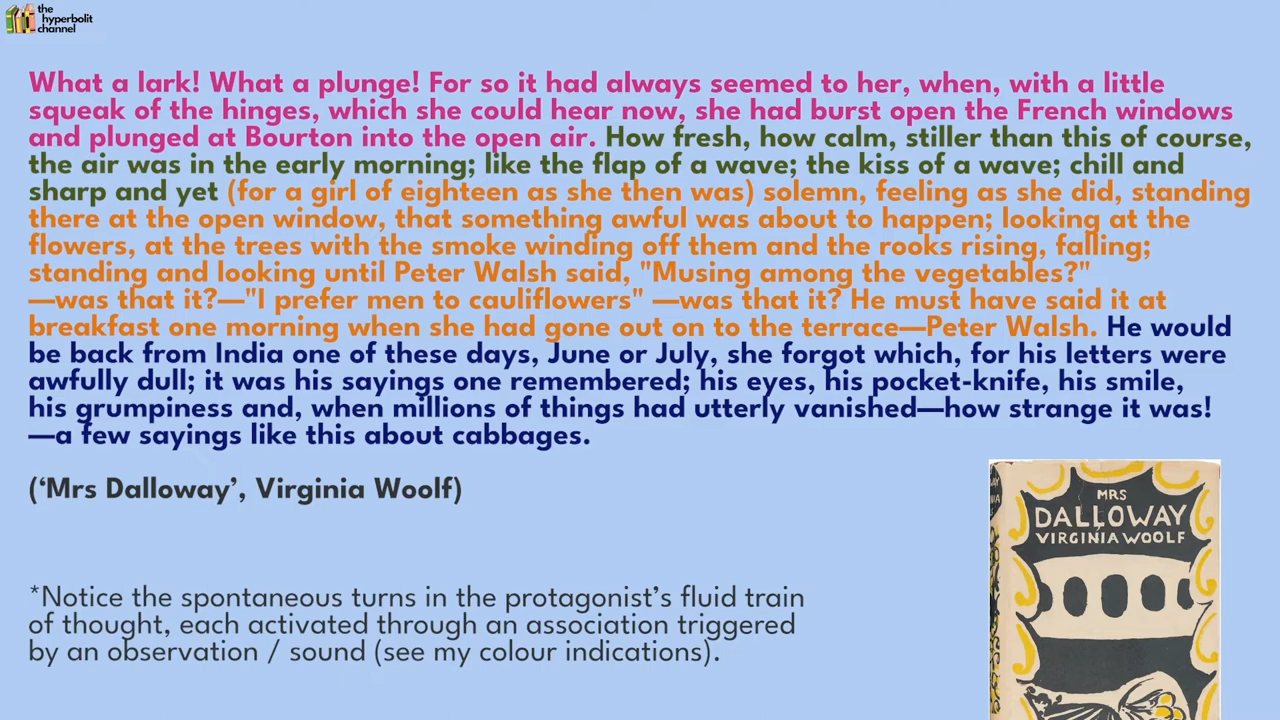 the
hyperbolit
channel
What a lark! What a plunge! For so it had always seemed to her, when, with a little
squeak of the hinges, which she could hear now, she had burst open the French windows
and plunged at Bourton into the open air. How fresh, how calm, stiller than this of course,
the air was in the early morning; like the flap of a wave; the kiss of a wave; chill and
sharp and yet (for a girl of eighteen as she then was) solemn, feeling as she did, standing
there at the open window, that something awful was about to happen; looking at the
flowers, at the trees with the smoke winding off them and the rooks rising, falling;
standing and looking until Peter Walsh said, "Musing among the vegetables?"
—was that it?—"I prefer men to cauliflowers" —was that it? He must have said it at
breakfast one morning when she had gone out on to the terrace—Peter Walsh. He would
be back from India one of these days, June or July, she forgot which, for his letters were
awfully dull; it was his sayings one remembered; his eyes, his pocket-knife, his smile,
his grumpiness and, when millions of things had utterly vanished—how strange it was!
—a few sayings like this about cabbages.
(‘Mrs Dalloway’, Virginia Woolf)
MRS
DALLOWAY
VIRGINIA WOOLF
*Notice the spontaneous turns in the protagonist’s fluid train
of thought, each activated through an association triggered
by an observation / sound (see my colour indications).